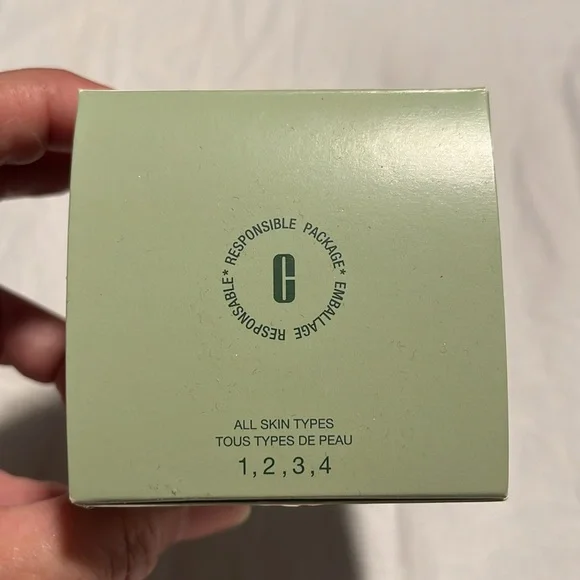 RESPONSIBLE PACKAGE*
EMBALLAGE RESPONSABLE*
C
ALL SKIN TYPES
TOUS TYPES DE PEAU
1,2,3,4